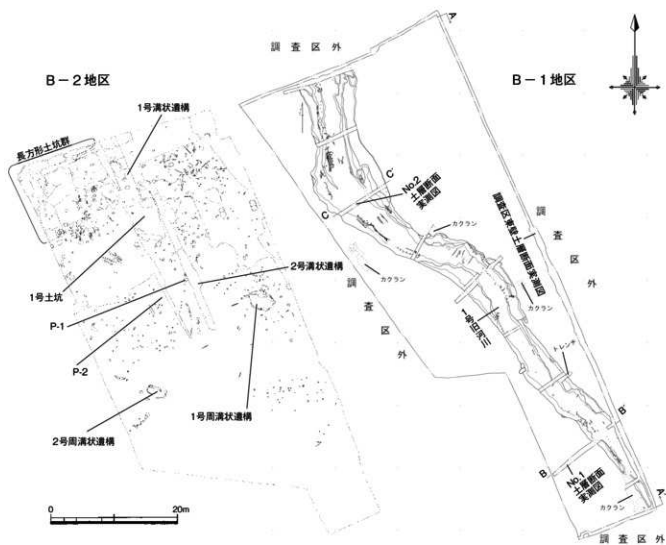 調査区外
A
B－2地区
B－1地区
1号溝状遺構
長方形土坑群
C'
No.2
土層断面
実測図
C
カクラン
調査区東壁土層断面実測図
調査区外
カクラン
調査区外
カクラン
1号旧河川
トレンチ
1号土坑
2号溝状遺構
P-1
P-2
1号周溝状遺構
2号周溝状遺構
B'
B
No.1
土層断面
実測図
カクラン
A'
調査区外
0
20m